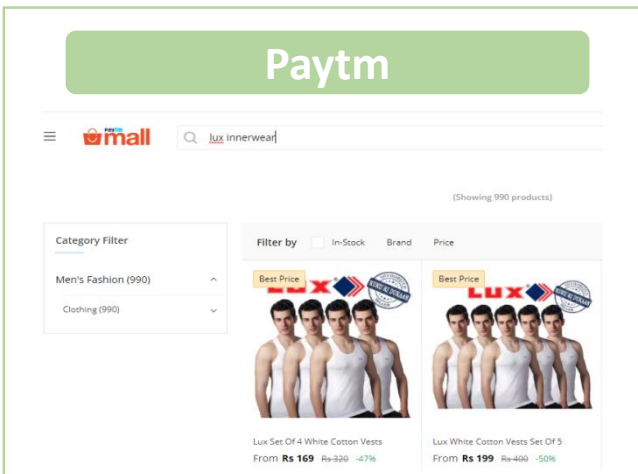 Paytm
paytm
mall
lux innerwear
(Showing 990 products)
Category Filter
Men's Fashion (990)
Clothing (990)
Filter by In-Stock Brand Price
Best Price
LUX
Lux Set Of 4 White Cotton Vests
From Rs 169 Rs 320 -47%
Best Price
LUX
Lux White Cotton Vests Set Of 5
From Rs 199 Rs 400 -50%